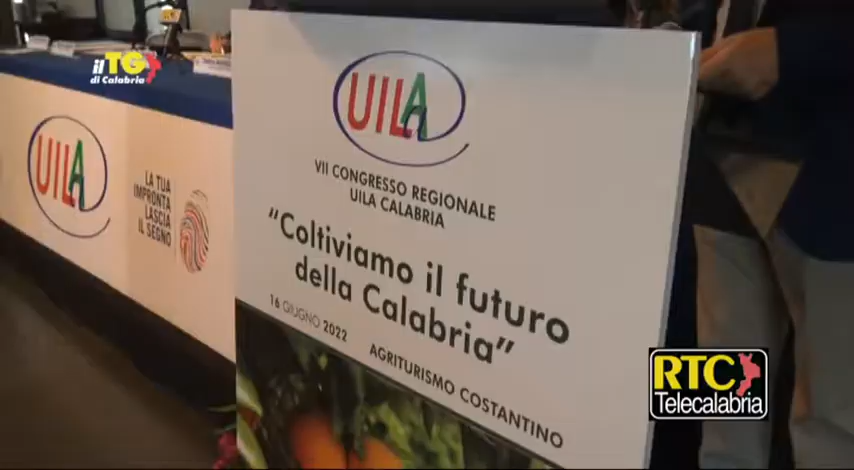 il TG
di Calabria
UILA
LA TUA
IMPRONTA
LASCIA
IL SEGNO
UILA
VII CONGRESSO REGIONALE
UILA CALABRIA
“Coltiviamo il futuro
della Calabria”
16 GIUGNO 2022
AGRITURISMO COSTANTINO
RTC
Telecalabria